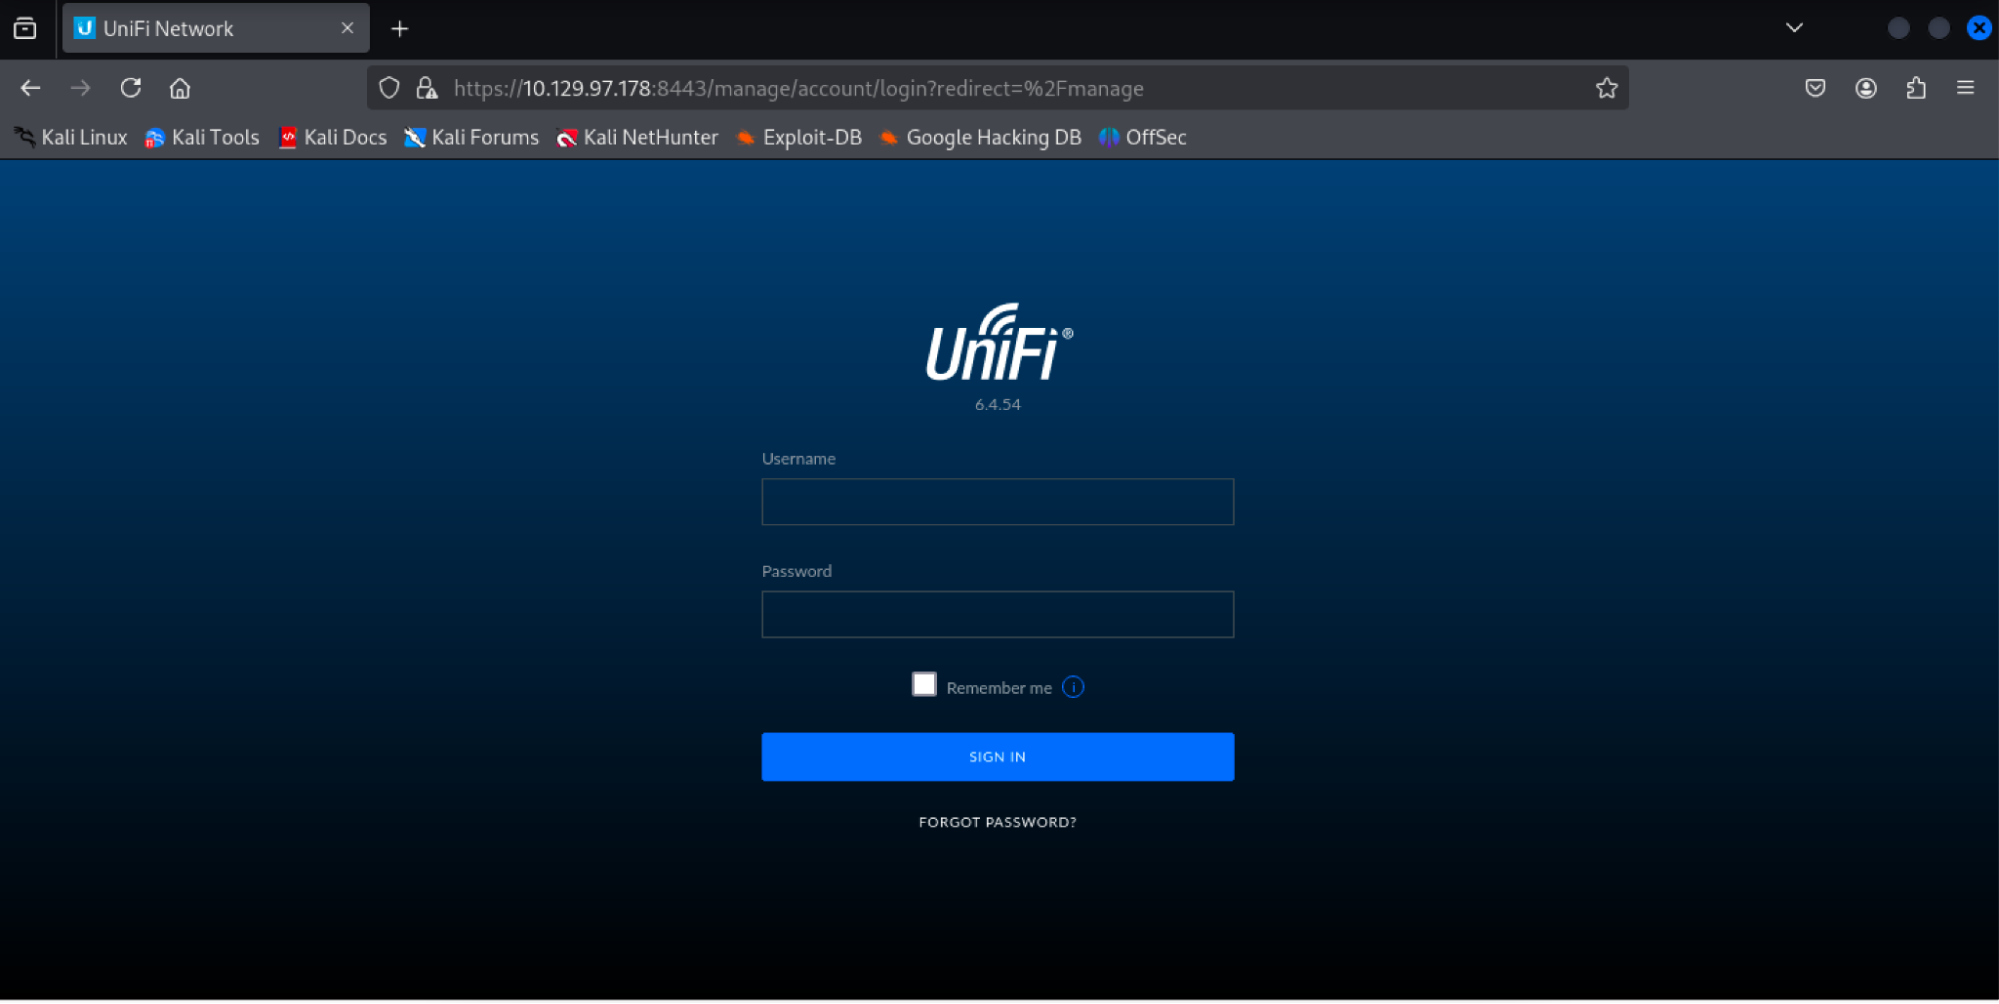 UniFi Network
https://10.129.97.178:8443/manage/account/login?redirect=%2Fmanage
Kali Linux Kali Tools Kali Docs Kali Forums Kali NetHunter Exploit-DB Google Hacking DB OffSec
UniFi®
6.4.54
Username
Password
Remember me
SIGN IN
FORGOT PASSWORD?